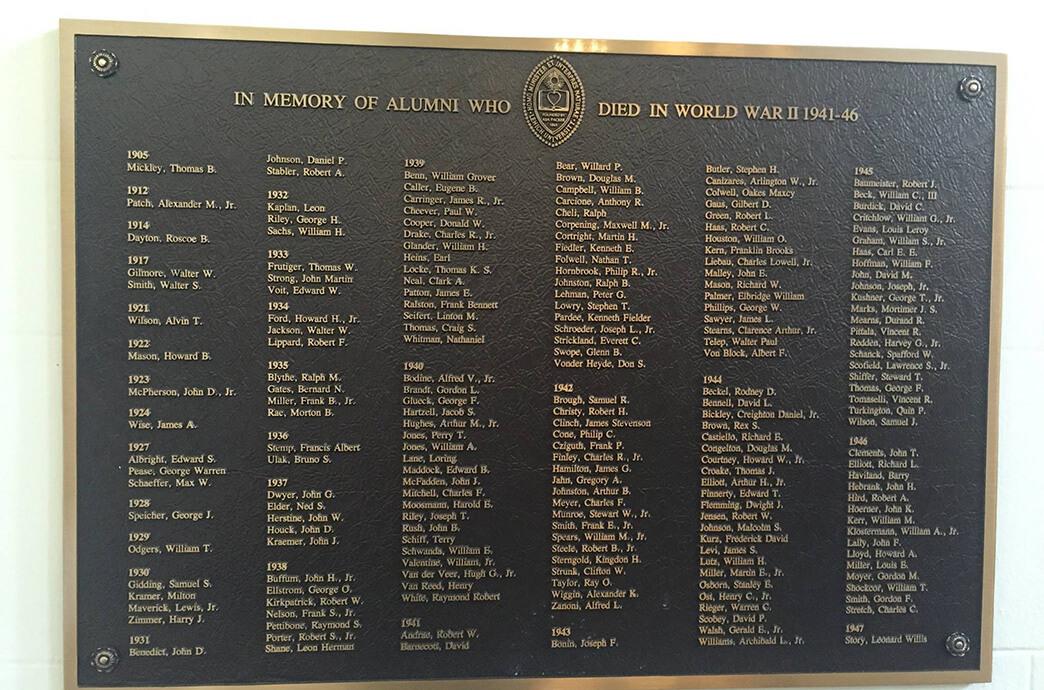 IN MEMORY OF ALUMNI WHO DIED IN WORLD WAR II 1941-46
HOMO MINISTER ET INTERPRES NATURAE
LEHIGH UNIVERSITY
FOUNDED BY
ASA PACKER
1865
1905
Mickley, Thomas B.
1912
Patch, Alexander M., Jr.
1914
Dayton, Roscoe B.
1917
Gilmore, Walter W.
Smith, Walter S.
1921
Wilson, Alvin T.
1922
Mason, Howard B.
1923
McPherson, John D., Jr.
1924
Wise, James A.
1927
Albright, Edward S.
Pease, George Warren
Schaeffer, Max W.
1928
Speicher, George J.
1929
Odgers, William T.
1930
Gidding, Samuel S.
Kramer, Milton
Maverick, Lewis, Jr.
Zimmer, Harry J.
1931
Benedict, John D.
Johnson, Daniel P.
Stabler, Robert A.
1932
Kaplan, Leon
Riley, George H.
Sachs, William H.
1933
Frutiger, Thomas W.
Strong, John Martin
Voit, Edward W.
1934
Ford, Howard H., Jr.
Jackson, Walter W.
Lippard, Robert F.
1935
Blythe, Ralph M.
Gates, Bernard N.
Miller, Frank B., Jr.
Rae, Morton B.
1936
Stemp, Francis Albert
Ulak, Bruno S.
1937
Dwyer, John G.
Elder, Ned S.
Herstine, John W.
Houck, John D.
Kraemer, John J.
1938
Buffum, John H., Jr.
Ellstrom, George O.
Kirkpatrick, Robert W.
Nelson, Frank S., Jr.
Pettibone, Raymond S.
Porter, Robert S., Jr.
Shane, Leon Herman
1939
Benn, William Grover
Caller, Eugene B.
Carringer, James R., Jr.
Cheever, Paul W.
Cooper, Donald W.
Drake, Charles R., Jr.
Glander, William H.
Heins, Earl
Locke, Thomas K. S.
Neal, Clark A.
Patton, James E.
Ralston, Frank Bennett
Seifert, Linton M.
Thomas, Craig S.
Whitman, Nathaniel
1940
Bodine, Alfred V., Jr.
Brandt, Gordon L.
Glueck, George F.
Hartzell, Jacob S.
Hughes, Arthur M., Jr.
Jones, Perry T.
Jones, William A.
Lane, Loring
Maddock, Edward B.
McFadden, John J.
Mitchell, Charles F.
Moosmann, Harold E.
Riley, Joseph T.
Rush, John B.
Schiff, Terry
Schwanda, William E.
Valentine, William, Jr.
Van der Veer, Hugh G., Jr.
Van Reed, Henry
White, Raymond Robert
1941
Andrae, Robert W.
Barnecott, David
Bear, Willard P.
Brown, Douglas M.
Campbell, William B.
Carcione, Anthony R.
Cheli, Ralph
Corpening, Maxwell M., Jr.
Cortright, Martin H.
Fiedler, Kenneth E.
Folwell, Nathan T.
Hornbrook, Philip R., Jr.
Johnston, Ralph B.
Lehman, Peter G.
Lowry, Stephen T.
Pardee, Kenneth Fielder
Schroeder, Joseph L., Jr.
Strickland, Everett C.
Swope, Glenn B.
Vonder Heyde, Don S.
1942
Brough, Samuel R.
Christy, Robert H.
Clinch, James Stevenson
Cone, Philip C.
Cziguth, Frank P.
Finley, Charles R., Jr.
Hamilton, James G.
Jahn, Gregory A.
Johnston, Arthur B.
Meyer, Charles F.
Munroe, Stewart W., Jr.
Smith, Frank E., Jr.
Spears, William M., Jr.
Steele, Robert B., Jr.
Sterngold, Kingdon H.
Strunk, Clifton W.
Taylor, Ray O.
Wiggin, Alexander K.
Zanoni, Alfred L.
1943
Bonin, Joseph F.
Butler, Stephen H.
Canizares, Arlington W., Jr.
Colwell, Oakes Maxcy
Gaus, Gilbert D.
Green, Robert L.
Haas, Robert C.
Houston, William O.
Kern, Franklin Brooks
Liebau, Charles Lowell, Jr.
Malley, John E.
Mason, Richard W.
Palmer, Elbridge William
Phillips, George W.
Sawyer, James L.
Stearns, Clarence Arthur, Jr.
Telep, Walter Paul
Von Block, Albert F.
1944
Beckel, Rodney D.
Bennell, David L.
Bickley, Creighton Daniel, Jr.
Brown, Rex S.
Castiello, Richard E.
Congelton, Douglas M.
Courtney, Howard W., Jr.
Croake, Thomas J.
Elliott, Arthur H., Jr.
Finnerty, Edward T.
Flemming, Dwight J.
Jensen, Robert W.
Johnson, Malcolm S.
Kurz, Frederick David
Levi, James S.
Lutz, William H.
Miller, Martin E., Jr.
Osborn, Stanley E.
Ost, Henry C., Jr.
Rieger, Warren C.
Scobey, David P.
Walsh, Gerald E., Jr.
Williams, Archibald L., Jr.
1945
Baumeister, Robert J.
Beck, William C., III
Burdick, David C.
Critchlow, William G., Jr.
Evans, Louis Leroy
Graham, William S., Jr.
Haas, Carl E. E.
Hoffman, William F.
John, David M.
Johnson, Joseph, Jr.
Kushner, George T., Jr.
Marks, Mortimer J. S.
Mearns, Durand R.
Pittala, Vincent R.
Redden, Harvey G., Jr.
Schanck, Spafford W.
Scofield, Lawrence S., Jr.
Shiffer, Steward T.
Thomas, George F.
Tomaselli, Vincent R.
Turkington, Quin P.
Wilson, Samuel J.
1946
Clements, John T.
Elliott, Richard L.
Haviland, Barry
Hebrank, John H.
Hird, Robert A.
Hoerner, John K.
Kerr, William M.
Klostermann, William A., Jr.
Lally, John F.
Lloyd, Howard A.
Miller, Louis B.
Moyer, Gordon M.
Shockoor, William T.
Smith, Gordon F.
Stretch, Charles C.
1947
Story, Leonard Willis